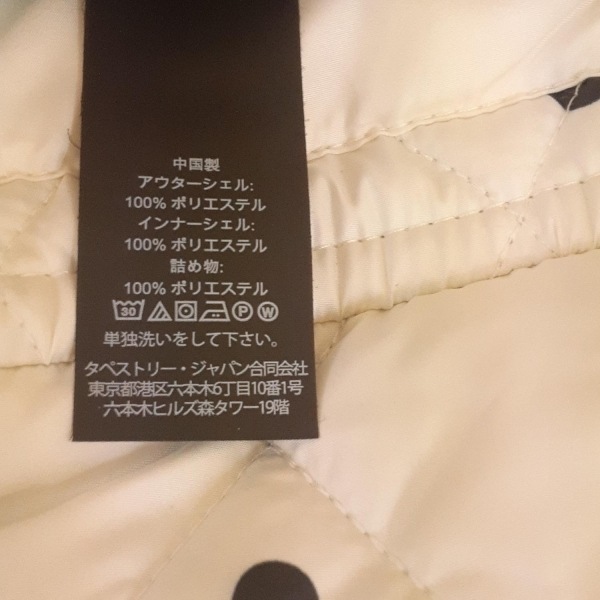 中国製
アウターシェル:
100% ポリエステル
インナーシェル:
100% ポリエステル
詰め物:
100% ポリエステル
30 P W
単独洗いをして下さい。
タペストリー・ジャパン合同会社
東京都港区六本木6丁目10番1号
六本木ヒルズ森タワー19階